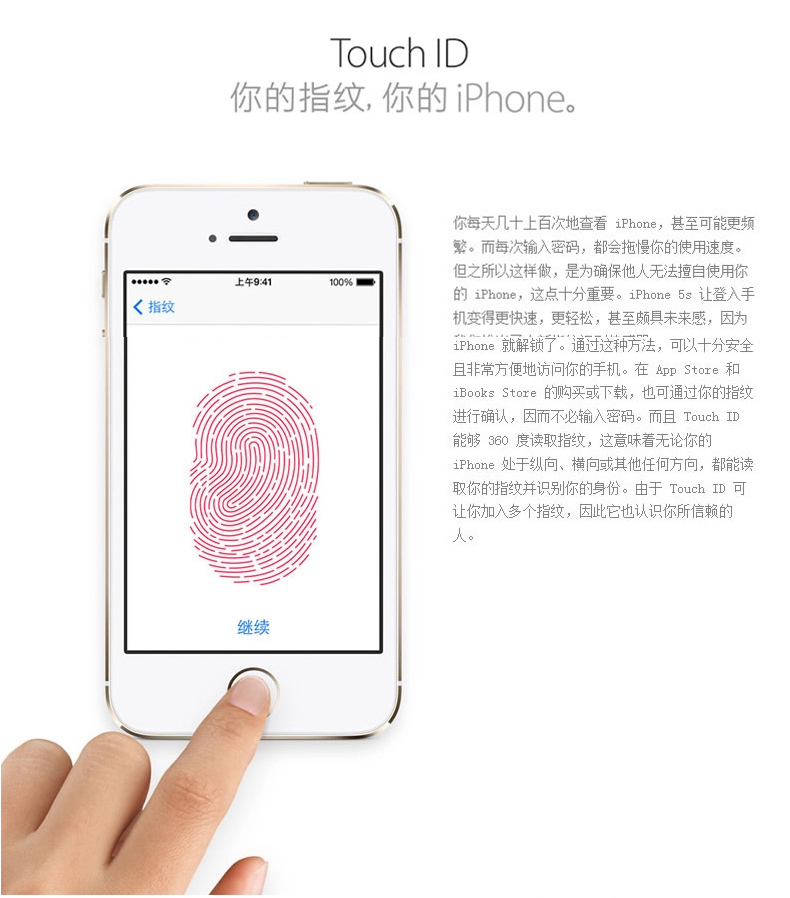 Touch ID
你的指纹, 你的 iPhone。
上午9:41
100%
指纹
继续
你每天几十上百次地查看 iPhone，甚至可能更频
繁。而每次输入密码，都会拖慢你的使用速度。
但之所以这样做，是为确保他人无法擅自使用你
的 iPhone，这点十分重要。iPhone 5s 让登入手
机变得更快速，更轻松，甚至颇具未来感，因为
iPhone 就解锁了。通过这种方法，可以十分安全
且非常方便地访问你的手机。在 App Store 和
iBooks Store 的购买或下载，也可通过你的指纹
进行确认，因而不必输入密码。而且 Touch ID
能够 360 度读取指纹，这意味着无论你的
iPhone 处于纵向、横向或其他任何方向，都能读
取你的指纹并识别你的身份。由于 Touch ID 可
让你加入多个指纹，因此它也认识你所信赖的
人。